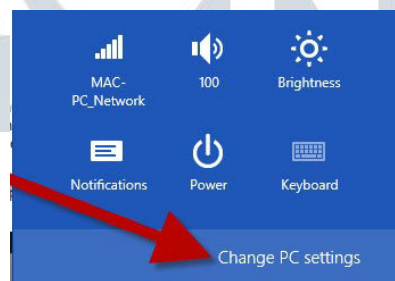 MAC-
PC_Network
100
Brightness
Notifications
Power
Keyboard
Change PC settings